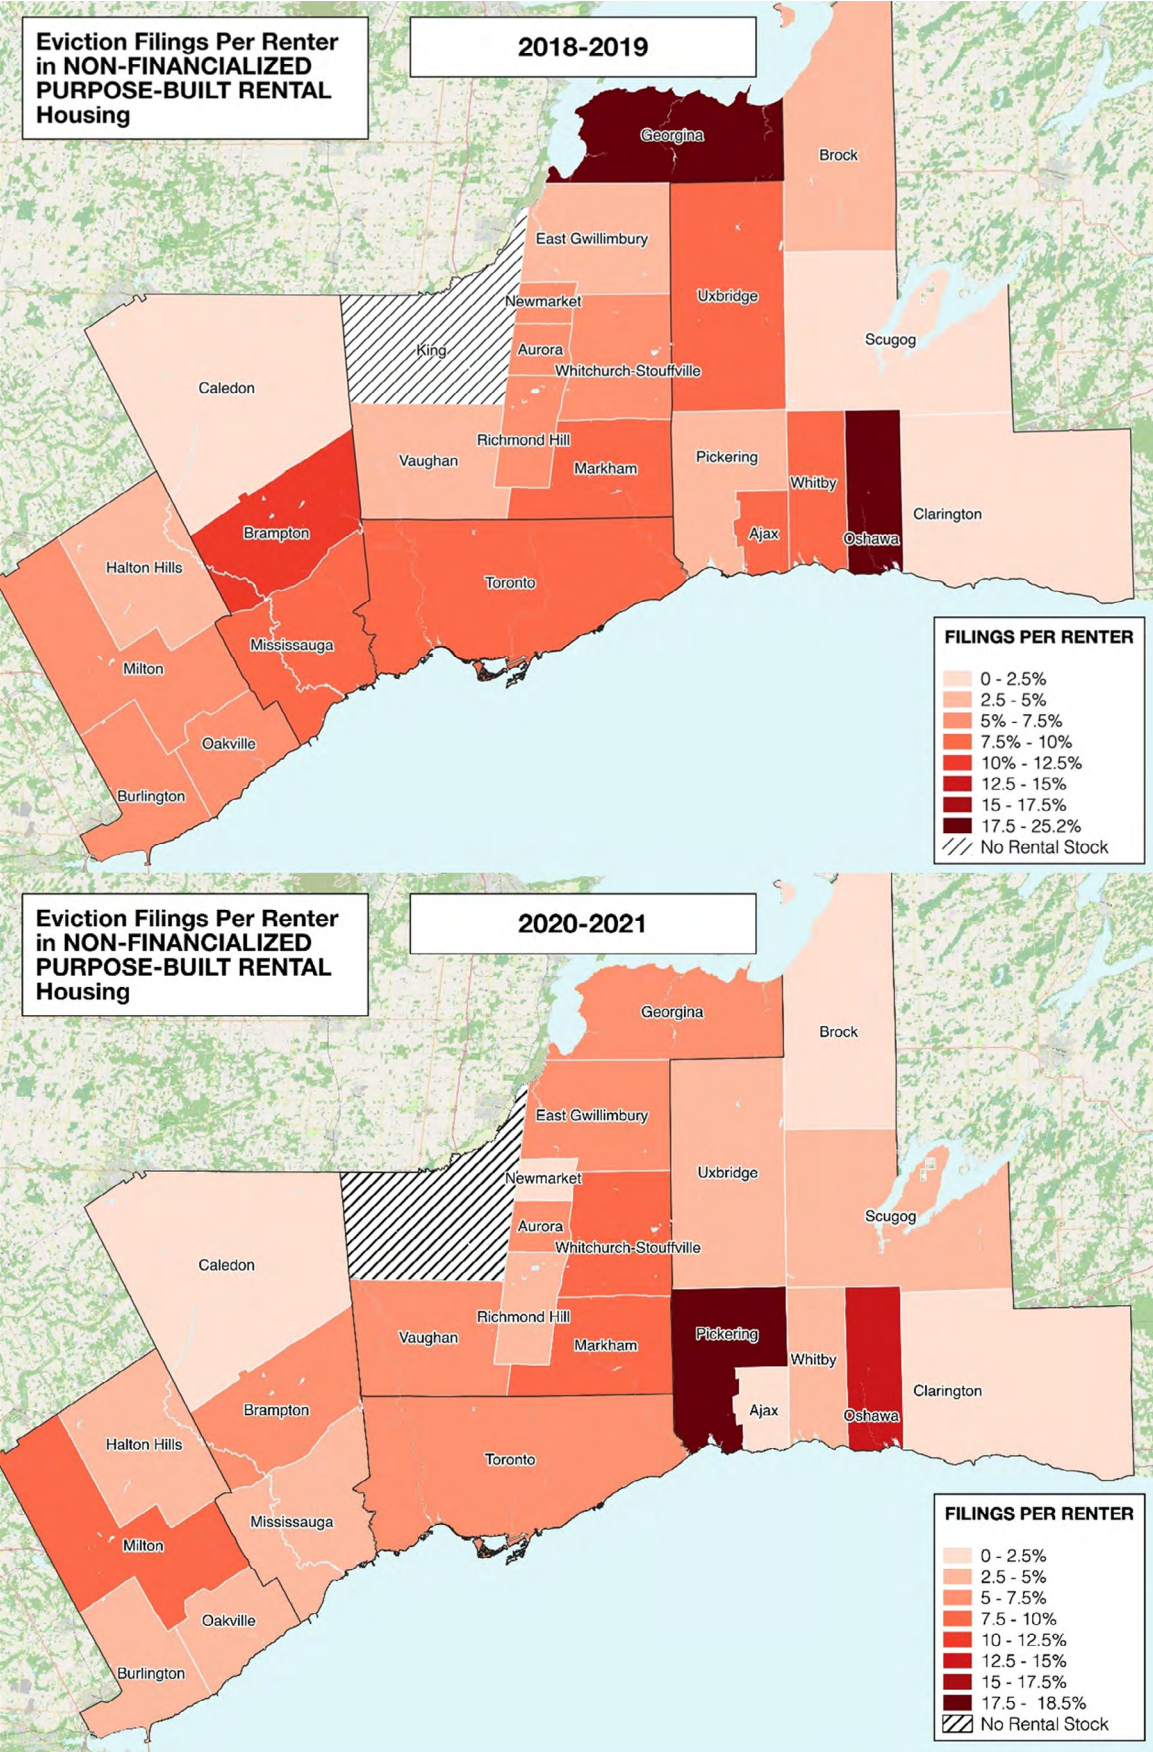 Eviction Filings Per Renter
in NON-FINANCIALIZED
PURPOSE-BUILT RENTAL
Housing
2018-2019
Georgina
Brock
East Gwillimbury
Newmarket
Uxbridge
King
Aurora
Scugog
Whitchurch-Stouffville
Caledon
Richmond Hill
Vaughan
Markham
Pickering
Whitby
Brampton
Ajax
Oshawa
Clarington
Halton Hills
Toronto
Mississauga
Milton
Oakville
Burlington
FILINGS PER RENTER
0 - 2.5%
2.5 - 5%
5% - 7.5%
7.5% - 10%
10% - 12.5%
12.5 - 15%
15 - 17.5%
17.5 - 25.2%
No Rental Stock
Eviction Filings Per Renter
in NON-FINANCIALIZED
PURPOSE-BUILT RENTAL
Housing
2020-2021
Georgina
Brock
East Gwillimbury
Newmarket
Uxbridge
Aurora
Scugog
Whitchurch-Stouffville
Caledon
Richmond Hill
Vaughan
Markham
Pickering
Whitby
Brampton
Ajax
Oshawa
Clarington
Halton Hills
Toronto
Mississauga
Milton
Oakville
Burlington
FILINGS PER RENTER
0 - 2.5%
2.5 - 5%
5 - 7.5%
7.5 - 10%
10 - 12.5%
12.5 - 15%
15 - 17.5%
17.5 - 18.5%
No Rental Stock